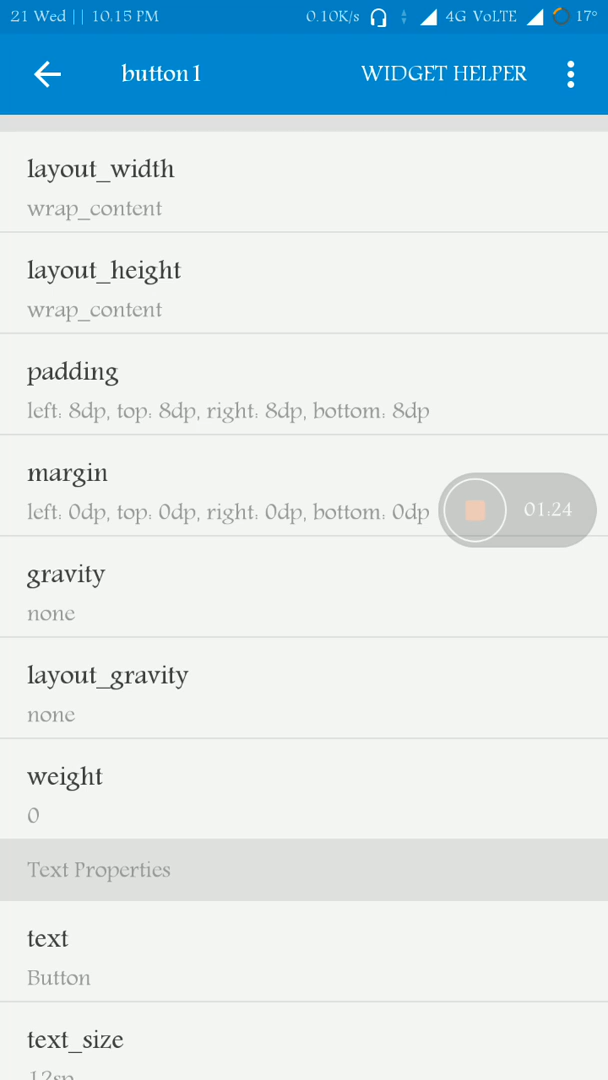 21 Wed || 10.15 PM 0.10K/s 4G VoLTE 17°
button1 WIDGET HELPER
layout_width
wrap_content
layout_height
wrap_content
padding
left: 8dp, top: 8dp, right: 8dp, bottom: 8dp
margin
left: 0dp, top: 0dp, right: 0dp, bottom: 0dp
01:24
gravity
none
layout_gravity
none
weight
0
Text Properties
text
Button
text_size
12sp